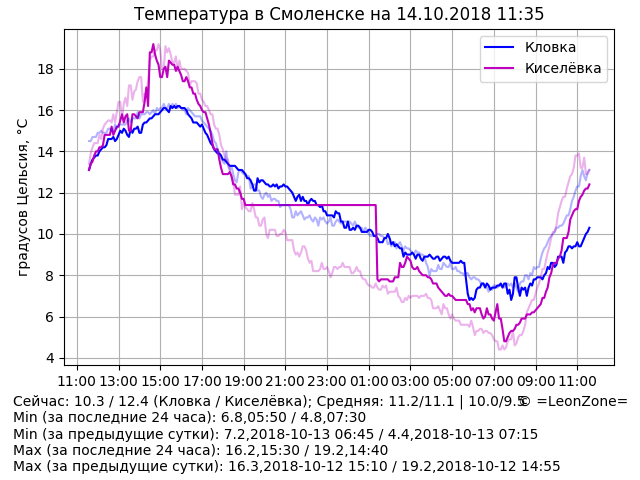 Температура в Смоленске на 14.10.2018 11:35
градусов Цельсия, °C
18
16
14
12
10
8
6
4
Кловка
Киселёвка
11:00 13:00 15:00 17:00 19:00 21:00 23:00 01:00 03:00 05:00 07:00 09:00 11:00
Сейчас: 10.3 / 12.4 (Кловка / Киселёвка); Средняя: 11.2/11.1 | 10.0/9.5 © =LeonZone=
Min (за последние 24 часа): 6.8,05:50 / 4.8,07:30
Min (за предыдущие сутки): 7.2,2018-10-13 06:45 / 4.4,2018-10-13 07:15
Max (за последние 24 часа): 16.2,15:30 / 19.2,14:40
Max (за предыдущие сутки): 16.3,2018-10-12 15:10 / 19.2,2018-10-12 14:55